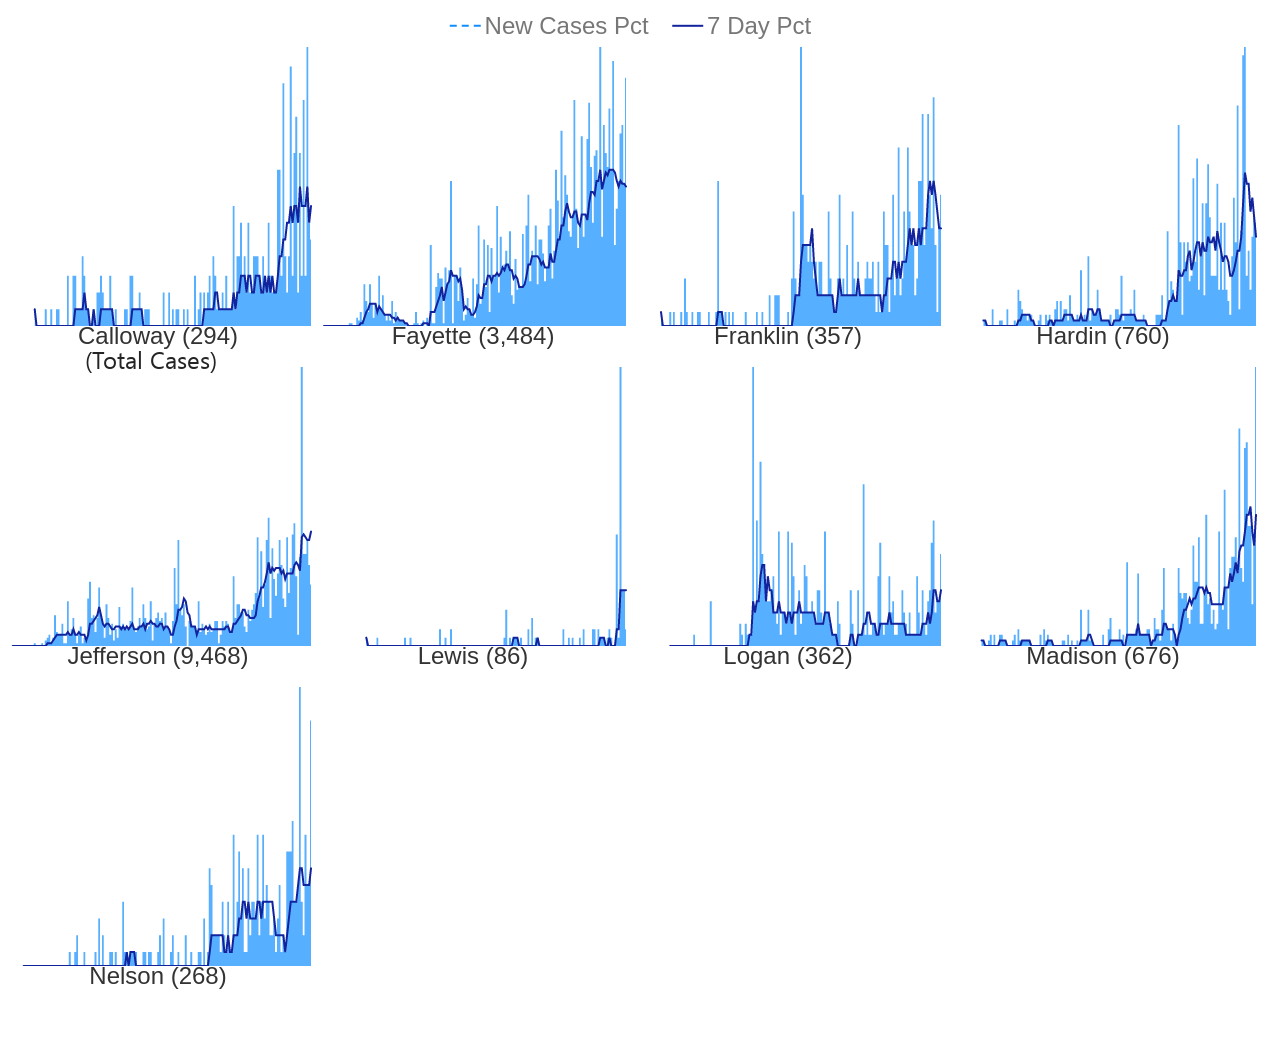 New Cases Pct 7 Day Pct
Calloway (294) Fayette (3,484) Franklin (357) Hardin (760)
(Total Cases)
Jefferson (9,468) Lewis (86) Logan (362) Madison (676)
Nelson (268)